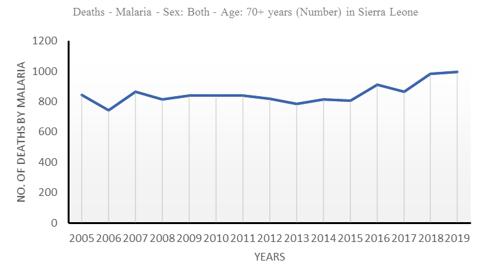 Deaths - Malaria - Sex: Both - Age: 70+ years (Number) in Sierra Leone
1200
1000
800
600
400
200
0
NO. OF DEATHS BY MALARIA
2005 2006 2007 2008 2009 2010 2011 2012 2013 2014 2015 2016 2017 2018 2019
YEARS